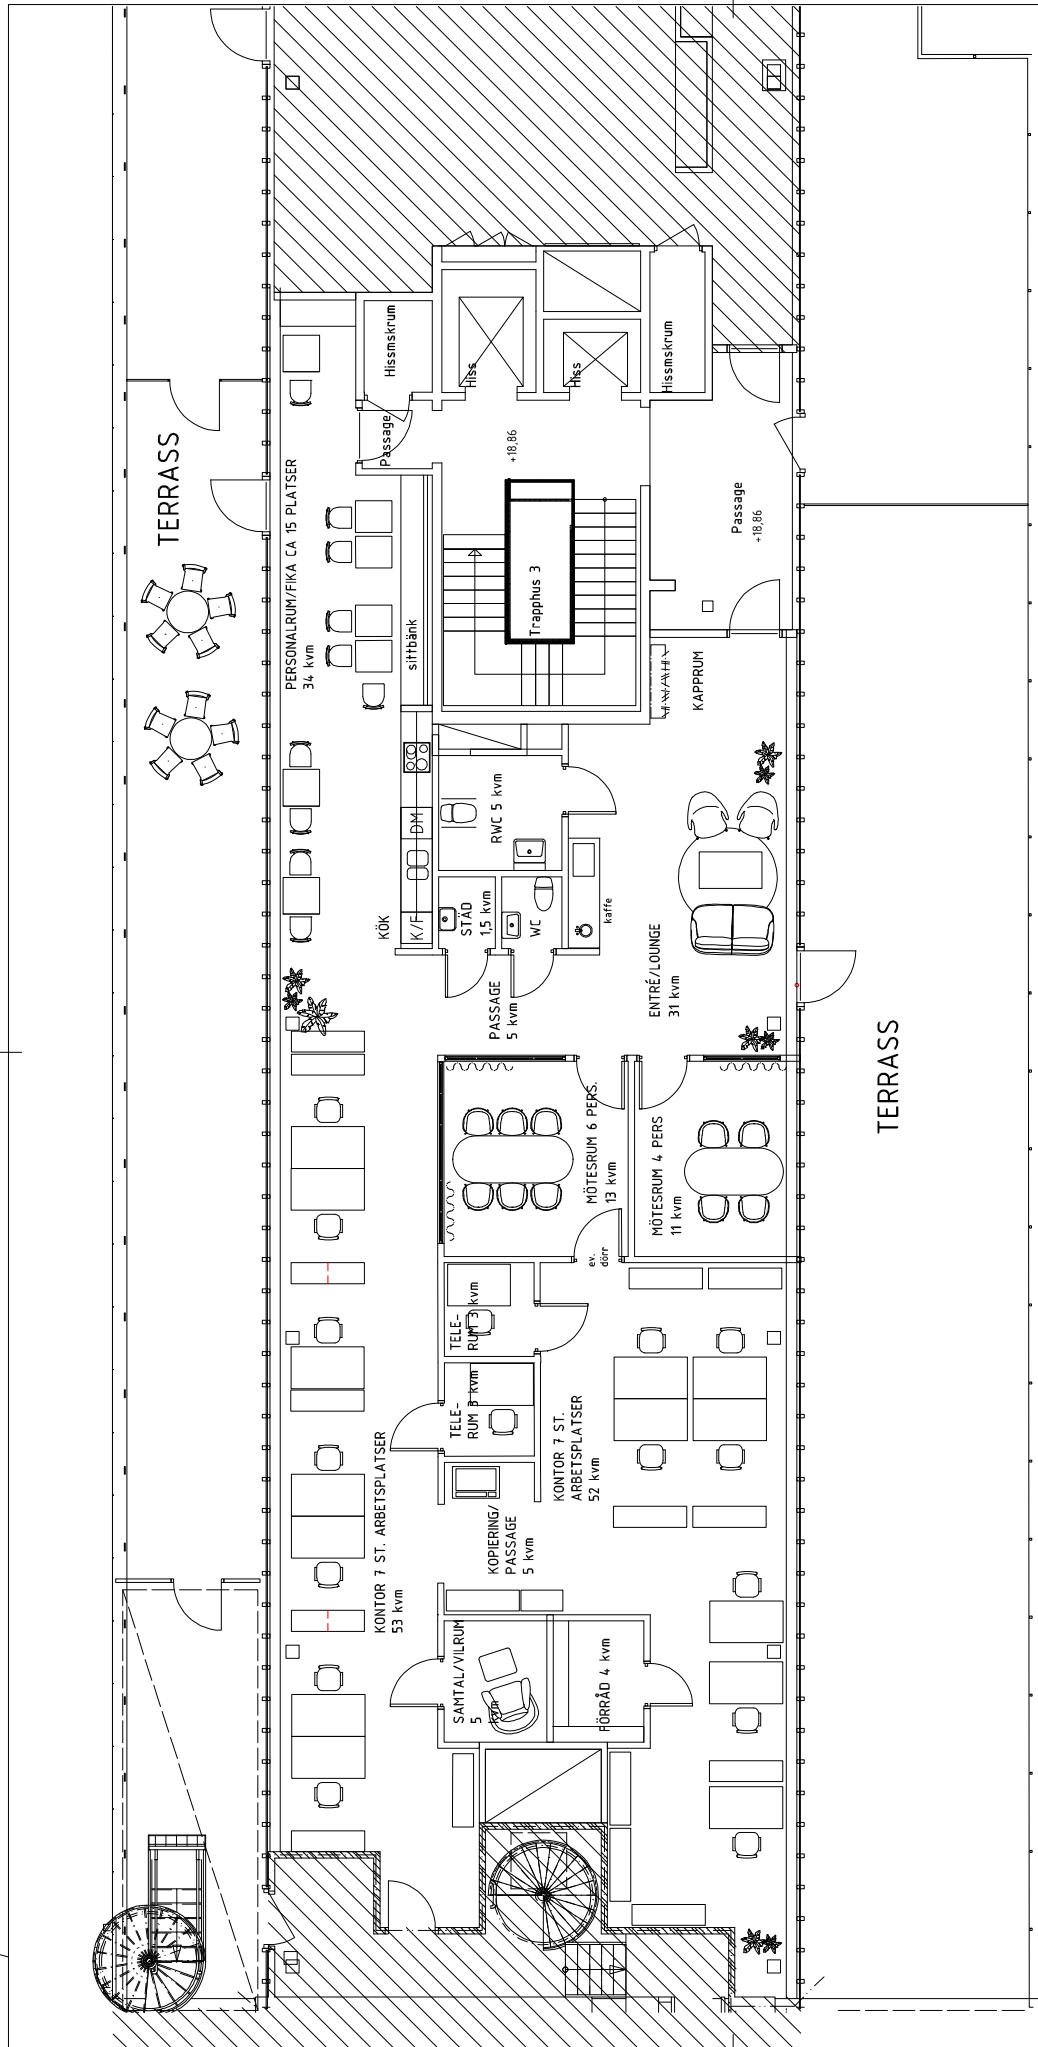 Hissmskrum
Hiss
Hiss
Hissmskrum
Passage
+18,86
TERRASS
PERSONALRUM/FIKA CA 15 PLATSER
34 kvm
Passage
+18,86
Trapphus 3
sittbänk
KAPPRUM
RWC 5 kvm
DM
KÖK
K/F
STÄD
1,5 kvm
WC
kaffe
PASSAGE
5 kvm
ENTRÉ/LOUNGE
31 kvm
TERRASS
MÖTESRUM 6 PERS.
13 kvm
MÖTESRUM 4 PERS
11 kvm
ev.
dörr
TELE-
RUM 3 kvm
TELE-
RUM 3 kvm
KONTOR 7 ST. ARBETSPLATSER
53 kvm
KONTOR 7 ST.
ARBETSPLATSER
52 kvm
KOPIERING/
PASSAGE
5 kvm
SAMTAL/VILRUM
5 kvm
FÖRRÅD 4 kvm